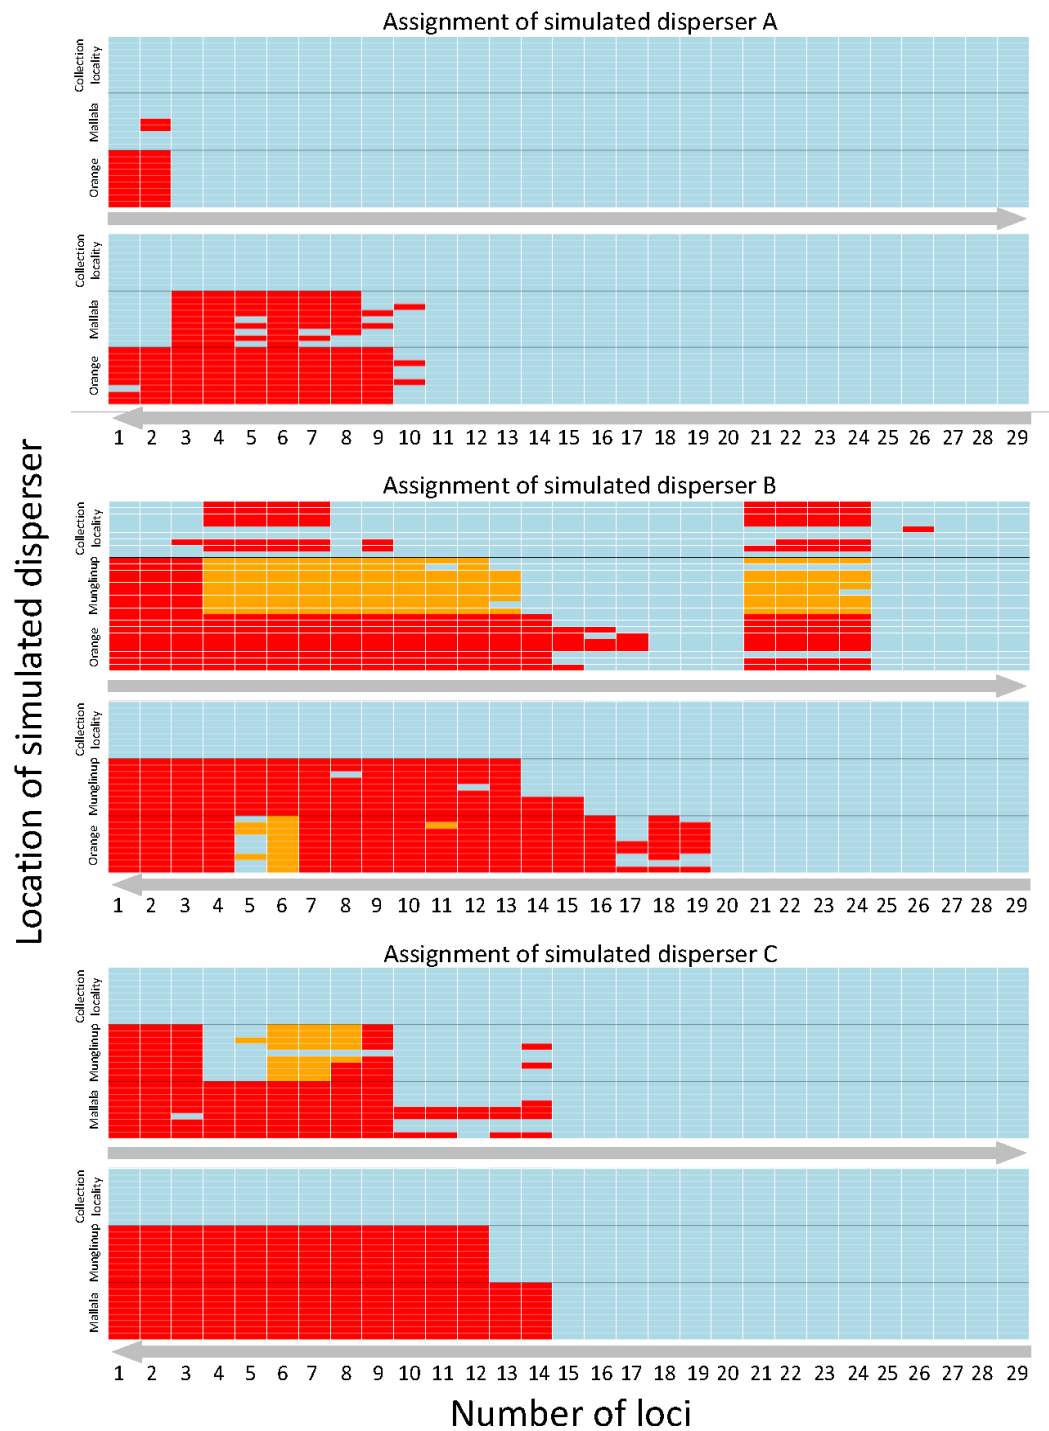 Assignment of simulated disperser A
Collection
locality
Mallala
Orange
Collection
locality
Mallala
Orange
1 2 3 4 5 6 7 8 9 10 11 12 13 14 15 16 17 18 19 20 21 22 23 24 25 26 27 28 29
Location of simulated disperser
Assignment of simulated disperser B
Collection
locality
Munglinup
Orange
Collection
locality
Munglinup
Orange
1 2 3 4 5 6 7 8 9 10 11 12 13 14 15 16 17 18 19 20 21 22 23 24 25 26 27 28 29
Assignment of simulated disperser C
Collection
locality
Munglinup
Mallala
Collection
locality
Munglinup
Mallala
1 2 3 4 5 6 7 8 9 10 11 12 13 14 15 16 17 18 19 20 21 22 23 24 25 26 27 28 29
Number of loci